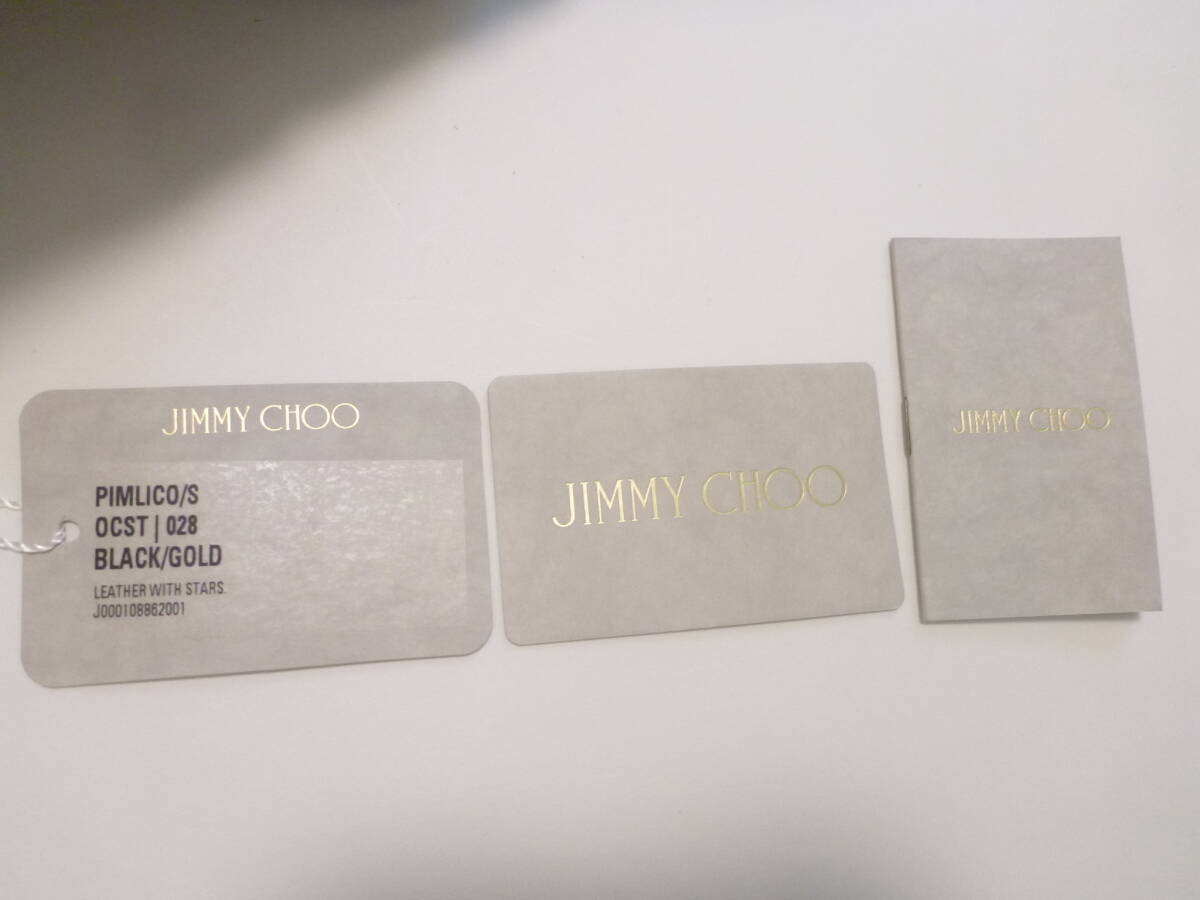 JIMMY CHOO
PIMLICO/S
OCST | 028
BLACK/GOLD
LEATHER WITH STARS.
J000108862001
JIMMY CHOO
JIMMY CHOO